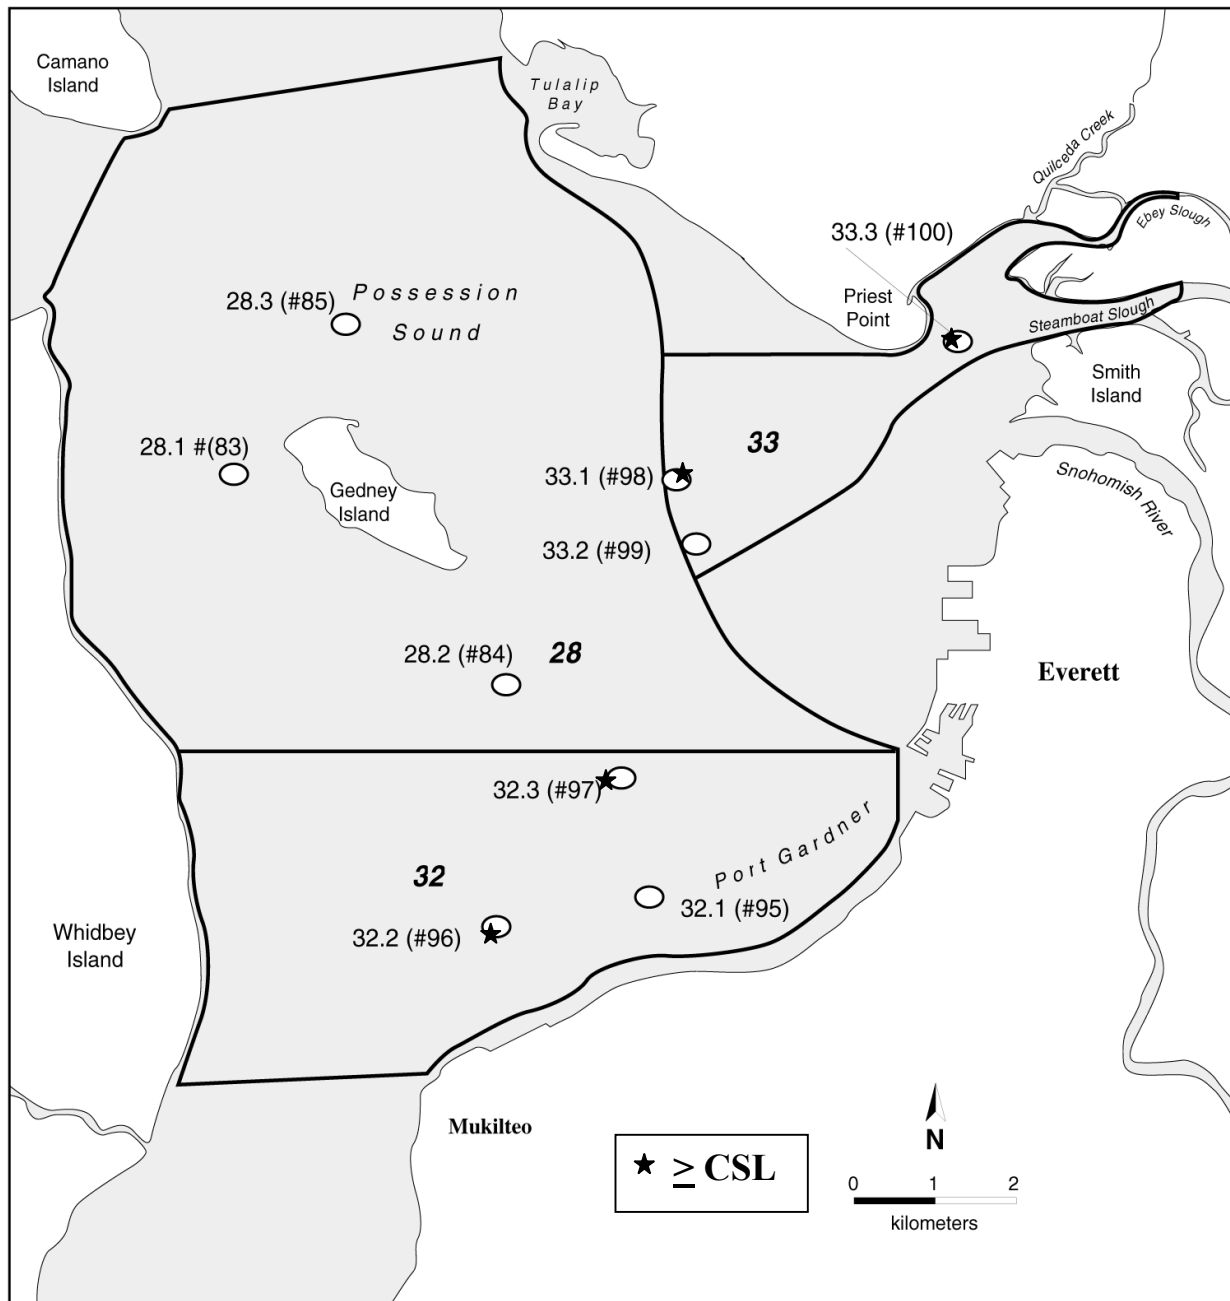 Camano
Island
Tulalip
Bay
Quilceda Creek
Ebey Slough
33.3 (#100)
28.3 (#85)
Possession
Sound
Priest
Point
Steamboat Slough
Smith
Island
28.1 #(83)
33
33.1 (#98)
Gedney
Island
Snohomish River
33.2 (#99)
28.2 (#84)
28
Everett
32.3 (#97)
Port Gardner
32
32.1 (#95)
32.2 (#96)
Whidbey
Island
Mukilteo
N
★ ≥ CSL
0 1 2
kilometers